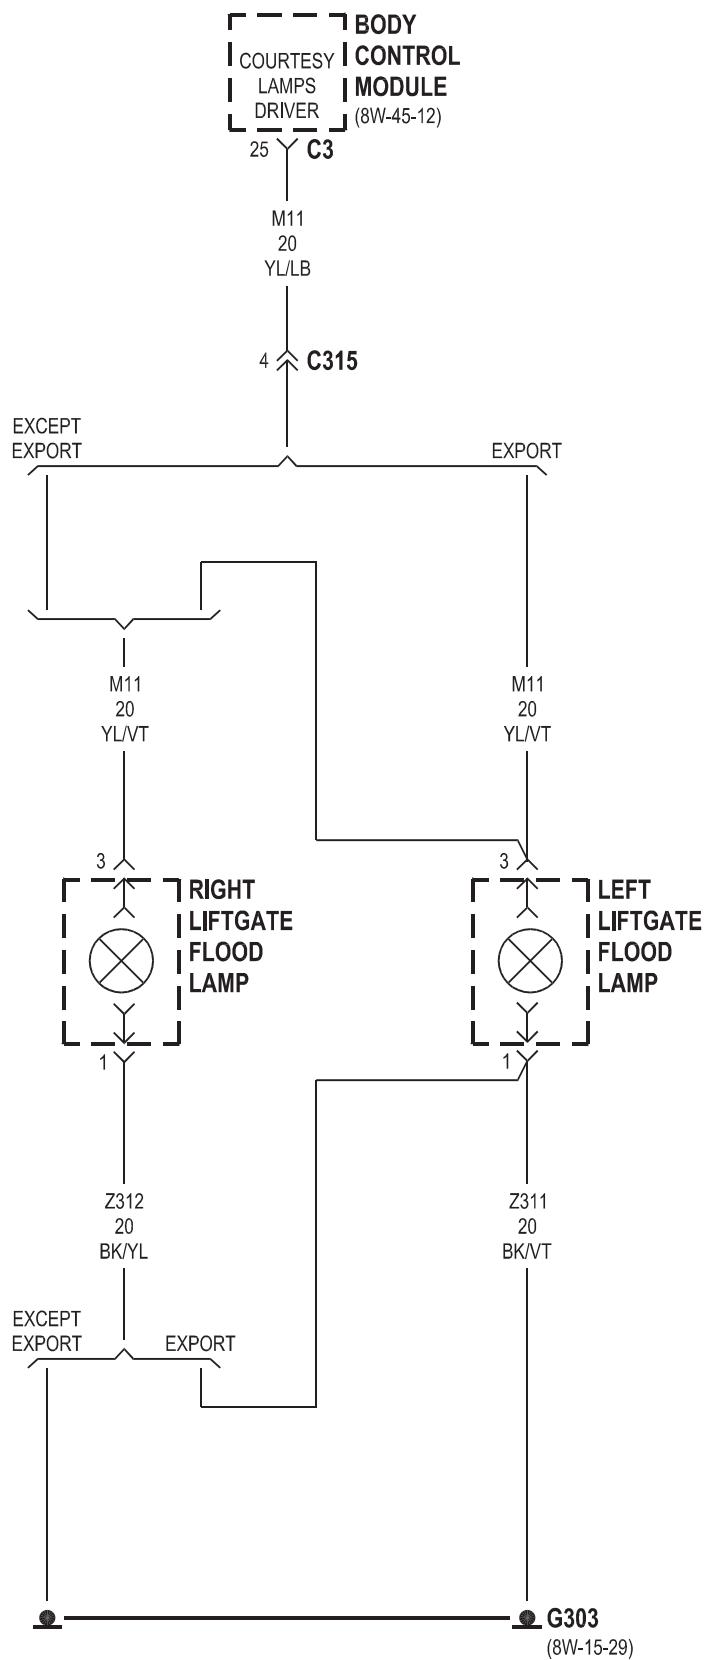 BODY
CONTROL
MODULE
(8W-45-12)
COURTESY
LAMPS
DRIVER
25 C3
M11
20
YL/LB
4 C315
EXCEPT
EXPORT
EXPORT
M11
20
YL/VT
M11
20
YL/VT
3
RIGHT
LIFTGATE
FLOOD
LAMP
1
3
LEFT
LIFTGATE
FLOOD
LAMP
1
Z312
20
BK/YL
Z311
20
BK/VT
EXCEPT
EXPORT
EXPORT
G303
(8W-15-29)